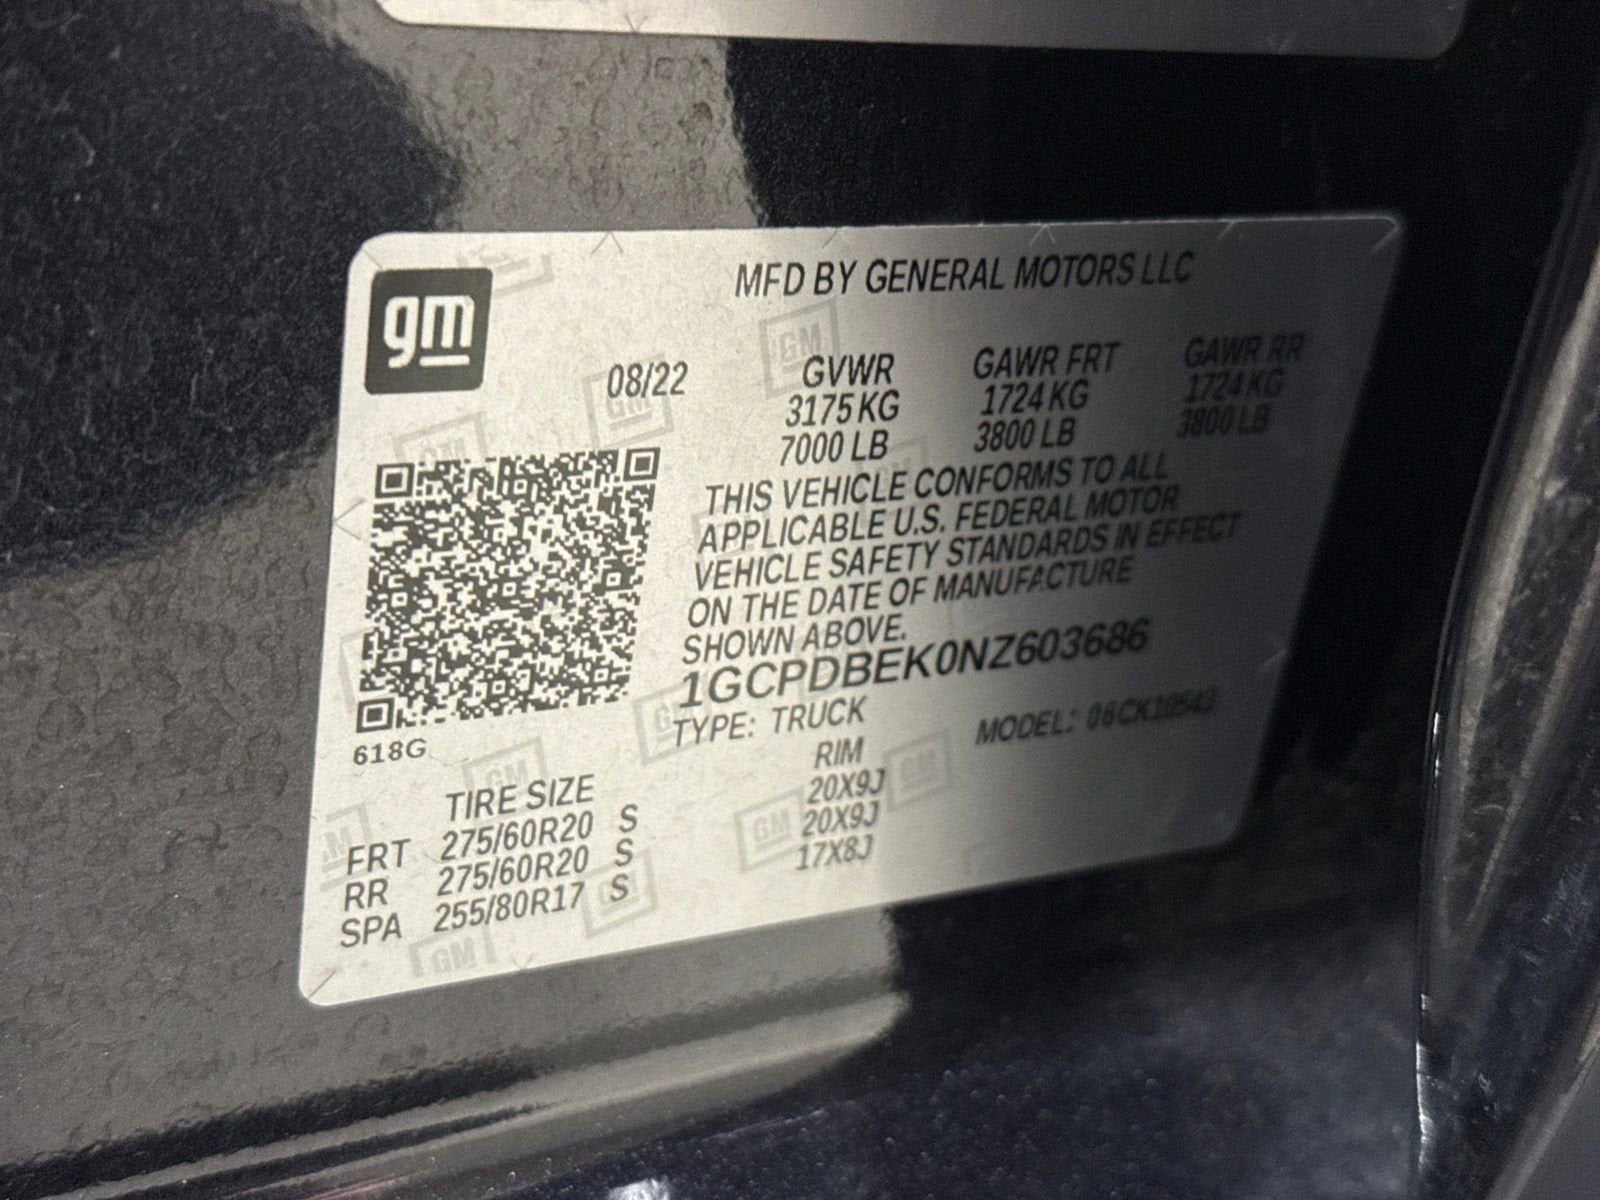 gm
MFD BY GENERAL MOTORS LLC
08/22
GVWR GAWR FRT GAWR RR
3175 KG 1724 KG 1724 KG
7000 LB 3800 LB 3800 LB
THIS VEHICLE CONFORMS TO ALL
APPLICABLE U.S. FEDERAL MOTOR
VEHICLE SAFETY STANDARDS IN EFFECT
ON THE DATE OF MANUFACTURE
SHOWN ABOVE.
1GCPDBEK0NZ603686
TYPE: TRUCK MODEL: 06CK10543
618G
TIRE SIZE RIM
FRT 275/60R20 S 20X9J
RR 275/60R20 S 20X9J
SPA 255/80R17 S 17X8J